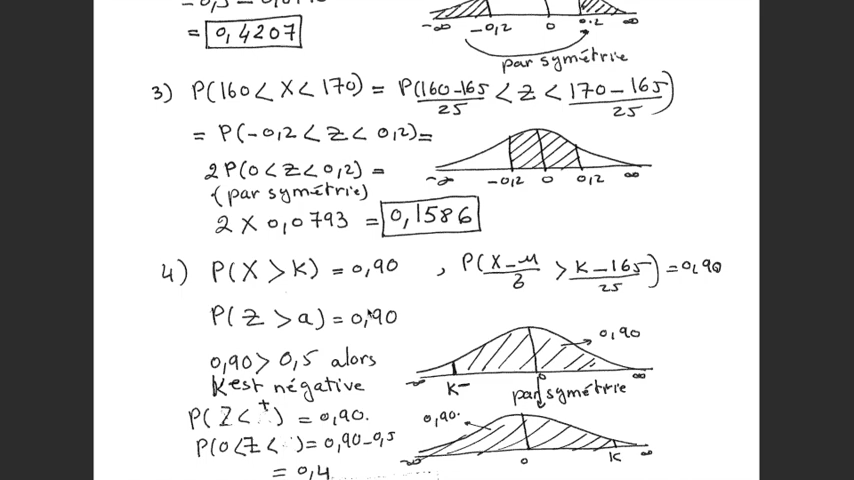 = 0,4207
-∞ -0,2 0 0.2 ∞
par symétrie
3) P(160 < X < 170) = P(160-165/25 < Z < 170-165/25)
= P(-0,2 < Z < 0,2) =
2P(0 < Z < 0,2) =
(par symétrie)
2 X 0,0793 = 0,1586
-∞ -0,2 0 0,2 ∞
4) P(X > K) = 0,90 , P(X-μ/6 > K-165/25) = 0,90
P(Z > a) = 0,90
0,90 > 0,5 alors
K est négative
0,90
-∞ K- 0 ∞
par symétrie
P(Z < +) = 0,90.
P(0<Z< ) = 0,90-0,5
= 0,4
0,90.
-∞ 0 K ∞